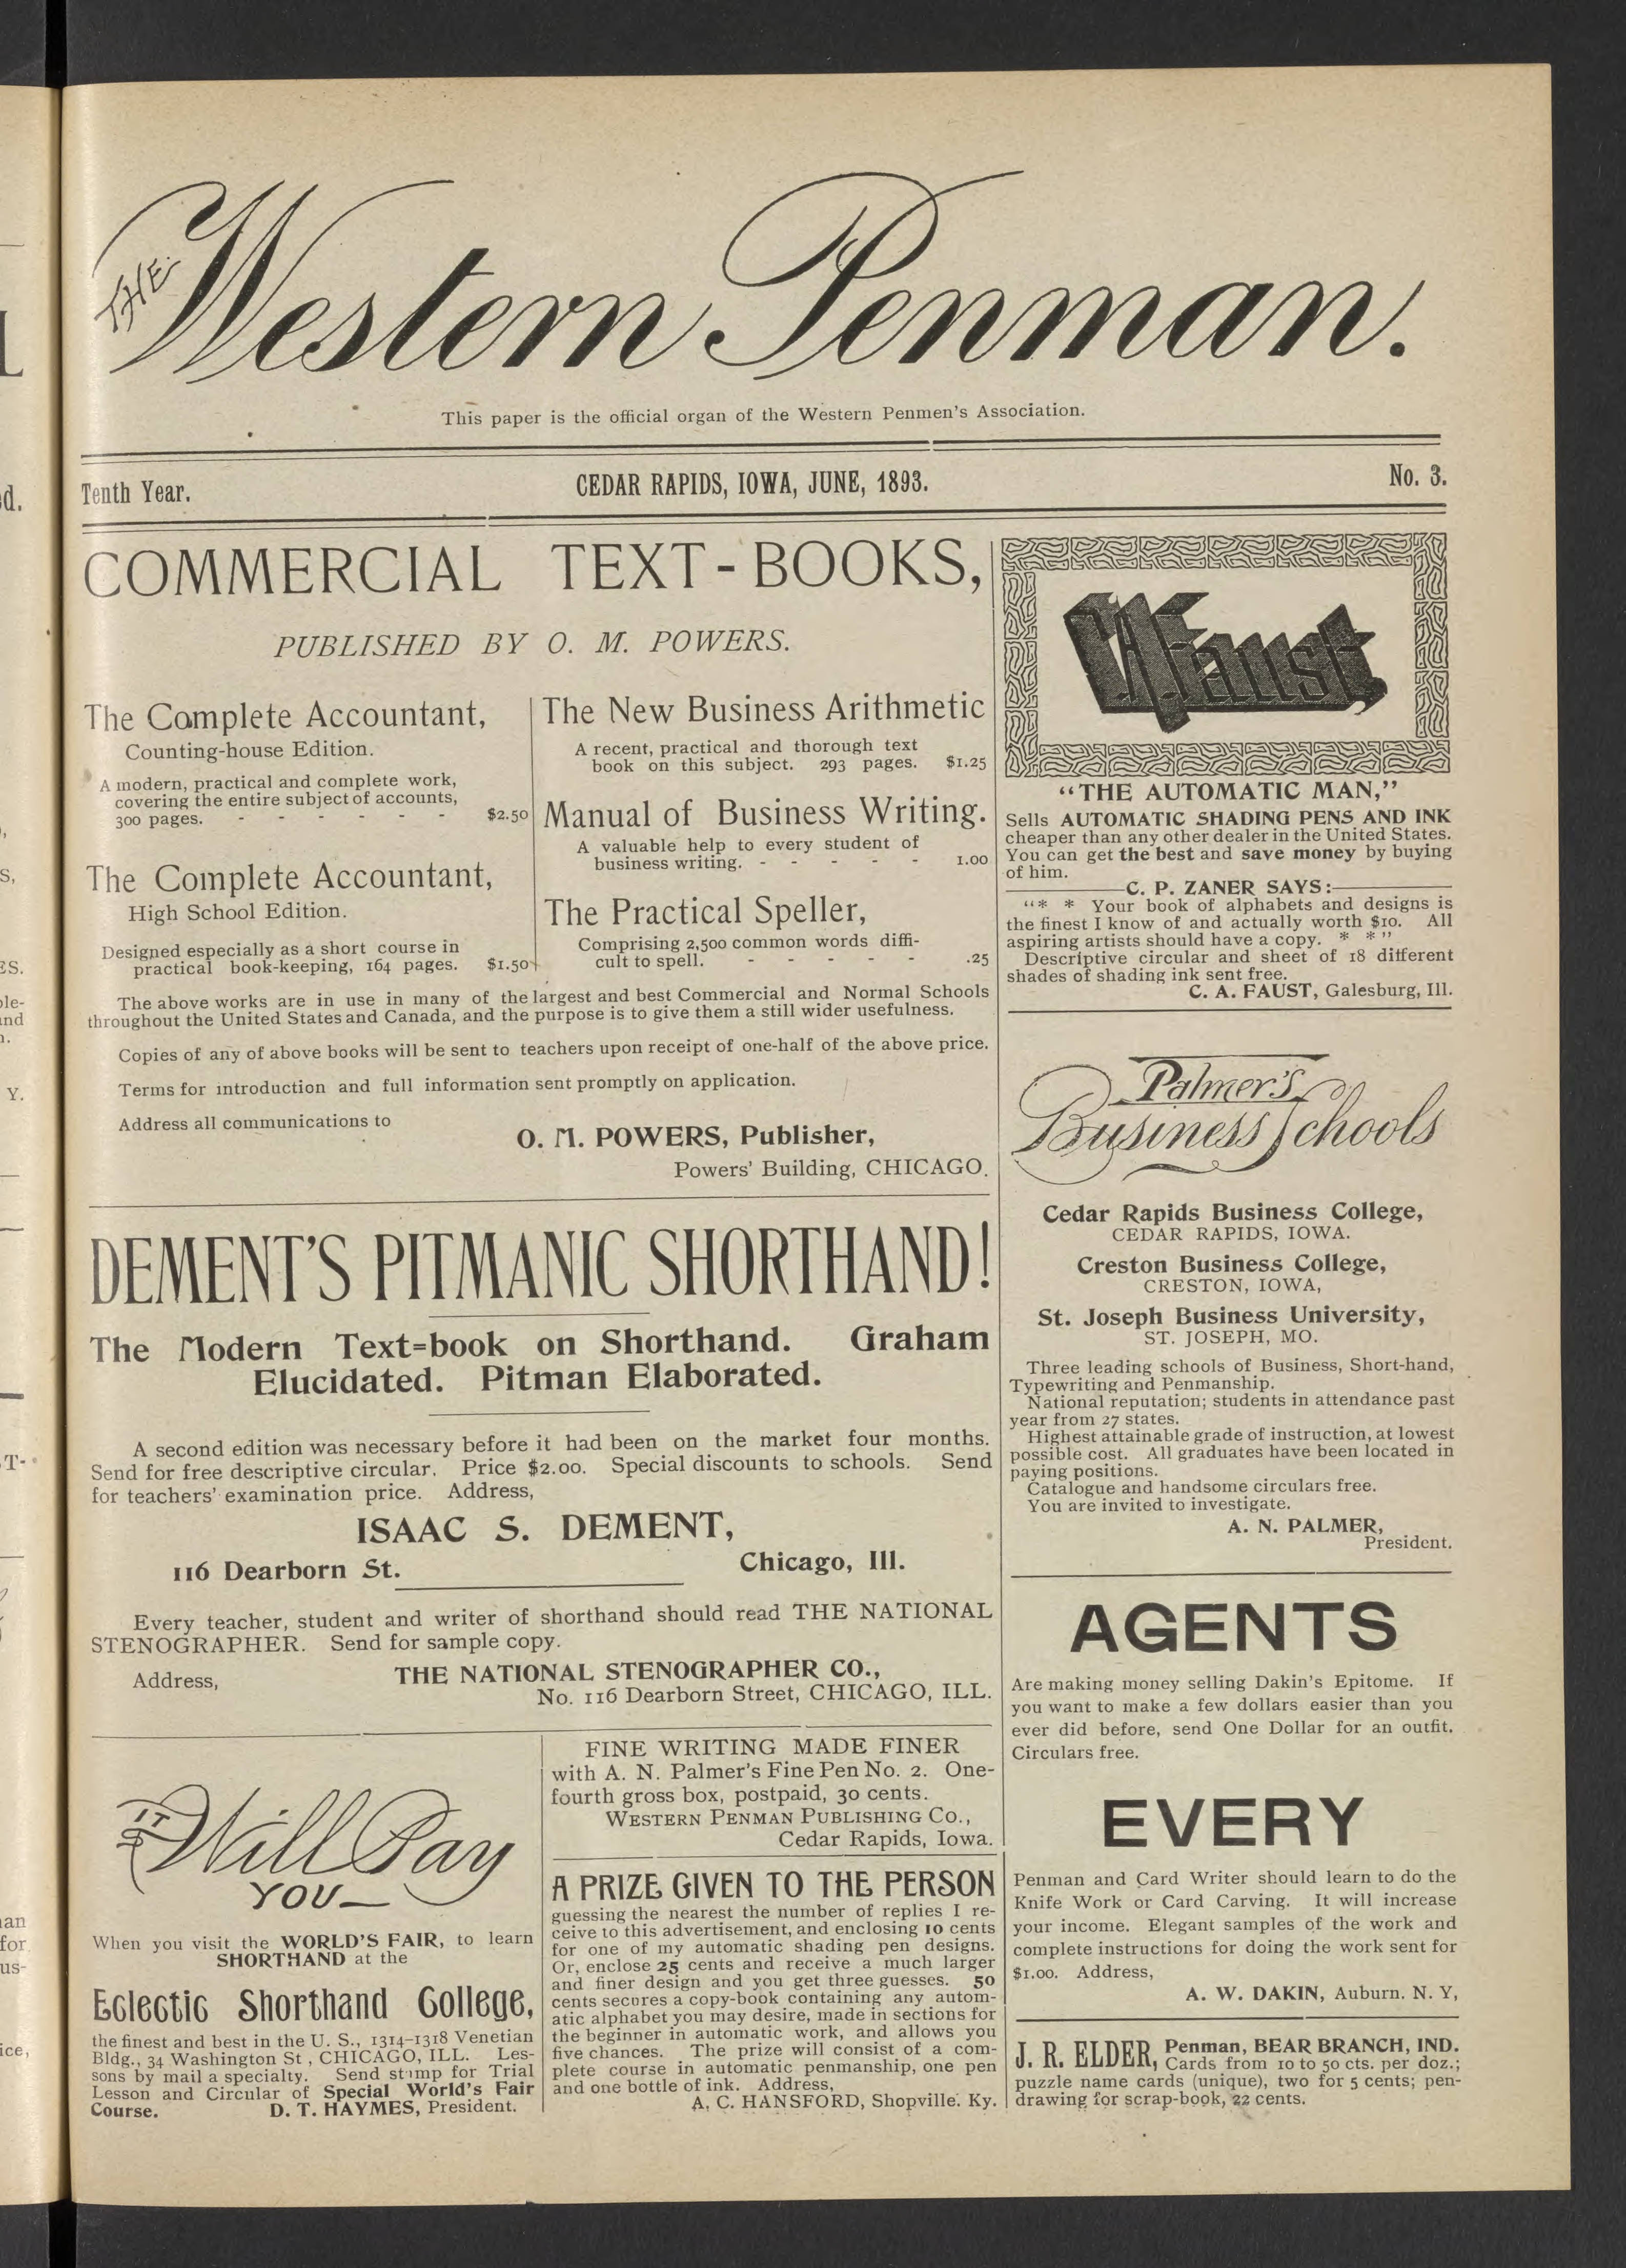 THE
Western Penman.
This paper is the official organ of the Western Penmen's Association.
Tenth Year.
CEDAR RAPIDS, IOWA, JUNE, 1893.
No. 3.
COMMERCIAL TEXT-BOOKS,
PUBLISHED BY O. M. POWERS.
The Complete Accountant,
Counting-house Edition.
A modern, practical and complete work,
covering the entire subject of accounts,
300 pages. - - - - - - $2.50
The Complete Accountant,
High School Edition.
Designed especially as a short course in
practical book-keeping, 164 pages. $1.50
The New Business Arithmetic
A recent, practical and thorough text
book on this subject. 293 pages. $1.25
Manual of Business Writing.
A valuable help to every student of
business writing. - - - - - 1.00
The Practical Speller,
Comprising 2,500 common words diffi-
cult to spell. - - - - - .25
The above works are in use in many of the largest and best Commercial and Normal Schools
throughout the United States and Canada, and the purpose is to give them a still wider usefulness.
Copies of any of above books will be sent to teachers upon receipt of one-half of the above price.
Terms for introduction and full information sent promptly on application.
Address all communications to
O. M. POWERS, Publisher,
Powers' Building, CHICAGO.
DEMENT'S PITMANIC SHORTHAND!
The Modern Text=book on Shorthand. Graham
Elucidated. Pitman Elaborated.
A second edition was necessary before it had been on the market four months.
Send for free descriptive circular. Price $2.00. Special discounts to schools. Send
for teachers' examination price. Address,
ISAAC S. DEMENT,
116 Dearborn St. Chicago, Ill.
Every teacher, student and writer of shorthand should read THE NATIONAL
STENOGRAPHER. Send for sample copy.
Address, THE NATIONAL STENOGRAPHER CO.,
No. 116 Dearborn Street, CHICAGO, ILL.
IT Will Pay
YOU—
When you visit the WORLD'S FAIR, to learn
SHORTHAND at the
Eclectic Shorthand College,
the finest and best in the U. S., 1314-1318 Venetian
Bldg., 34 Washington St , CHICAGO, ILL. Les-
sons by mail a specialty. Send stamp for Trial
Lesson and Circular of Special World's Fair
Course. D. T. HAYMES, President.
FINE WRITING MADE FINER
with A. N. Palmer's Fine Pen No. 2. One-
fourth gross box, postpaid, 30 cents.
WESTERN PENMAN PUBLISHING CO.,
Cedar Rapids, Iowa.
A PRIZE GIVEN TO THE PERSON
guessing the nearest the number of replies I re-
ceive to this advertisement, and enclosing 10 cents
for one of my automatic shading pen designs.
Or, enclose 25 cents and receive a much larger
and finer design and you get three guesses. 50
cents secures a copy-book containing any autom-
atic alphabet you may desire, made in sections for
the beginner in automatic work, and allows you
five chances. The prize will consist of a com-
plete course in automatic penmanship, one pen
and one bottle of ink. Address,
A. C. HANSFORD, Shopville. Ky.
CAFaust
"THE AUTOMATIC MAN,"
Sells AUTOMATIC SHADING PENS AND INK
cheaper than any other dealer in the United States.
You can get the best and save money by buying
of him.
C. P. ZANER SAYS:
"* * Your book of alphabets and designs is
the finest I know of and actually worth $10. All
aspiring artists should have a copy. * *"
Descriptive circular and sheet of 18 different
shades of shading ink sent free.
C. A. FAUST, Galesburg, Ill.
Palmer's
Business Schools
Cedar Rapids Business College,
CEDAR RAPIDS, IOWA.
Creston Business College,
CRESTON, IOWA,
St. Joseph Business University,
ST. JOSEPH, MO.
Three leading schools of Business, Short-hand,
Typewriting and Penmanship.
National reputation; students in attendance past
year from 27 states.
Highest attainable grade of instruction, at lowest
possible cost. All graduates have been located in
paying positions.
Catalogue and handsome circulars free.
You are invited to investigate.
A. N. PALMER,
President.
AGENTS
Are making money selling Dakin's Epitome. If
you want to make a few dollars easier than you
ever did before, send One Dollar for an outfit.
Circulars free.
EVERY
Penman and Card Writer should learn to do the
Knife Work or Card Carving. It will increase
your income. Elegant samples of the work and
complete instructions for doing the work sent for
$1.00. Address,
A. W. DAKIN, Auburn. N. Y,
J. R. ELDER, Penman, BEAR BRANCH, IND.
Cards from 10 to 50 cts. per doz.;
puzzle name cards (unique), two for 5 cents; pen-
drawing for scrap-book, 22 cents.